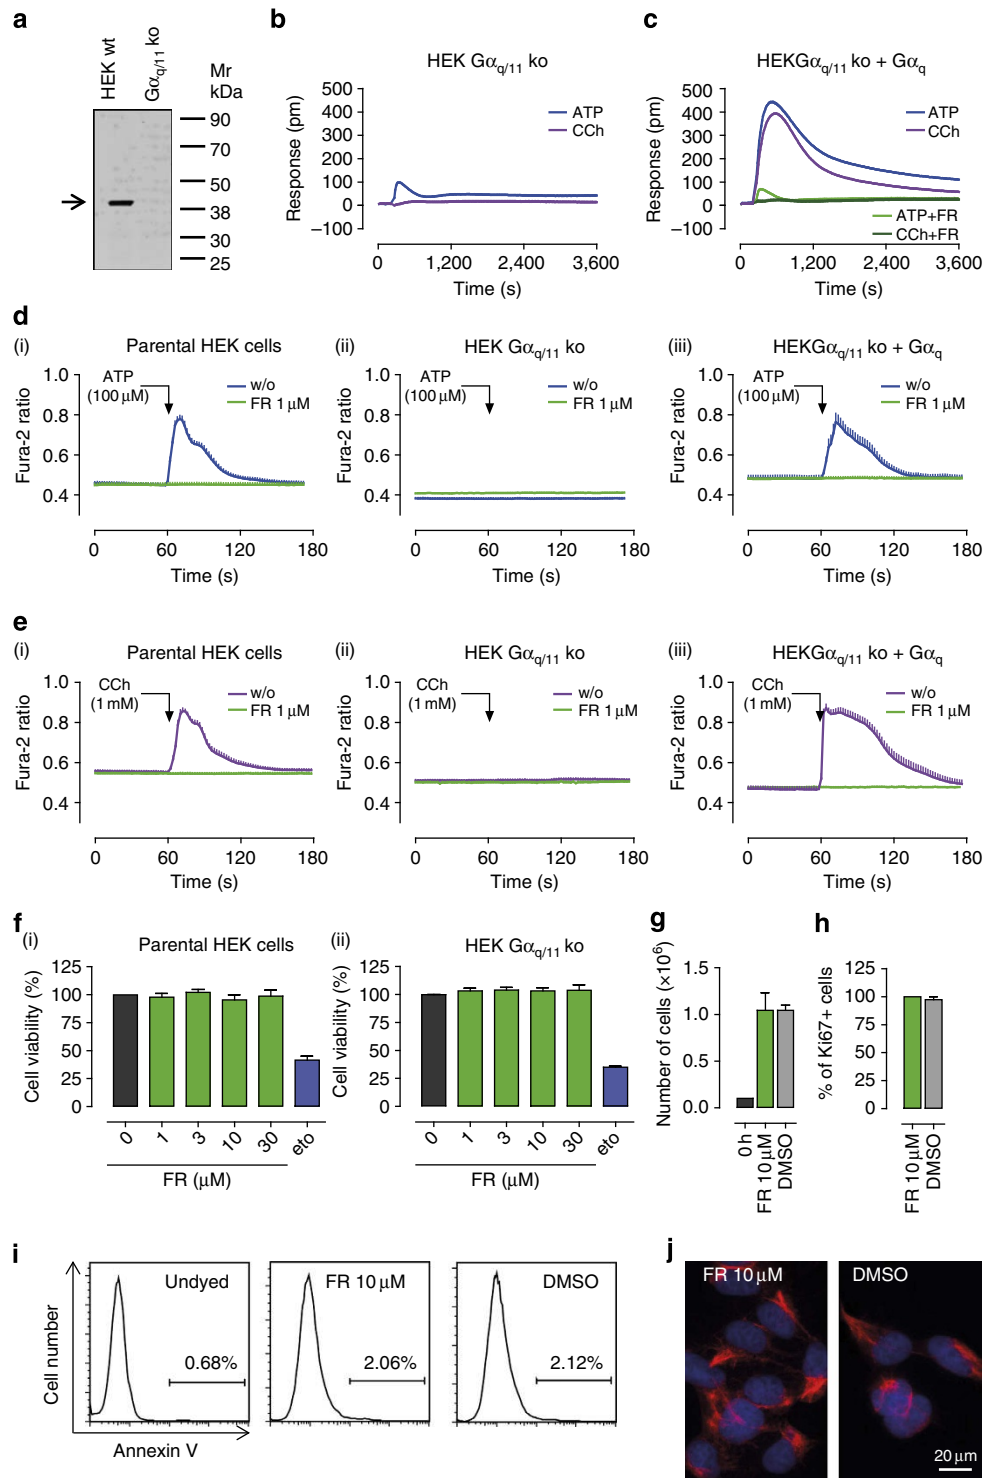 a
HEK wt
Gαq/11 ko
Mr
kDa
90
70
50
38
30
25
b
HEK Gαq/11 ko
Response (pm)
500
400
300
200
100
0
–100
ATP
CCh
0 1,200 2,400 3,600
Time (s)
c
HEKGαq/11 ko + Gαq
Response (pm)
500
400
300
200
100
0
–100
ATP
CCh
ATP+FR
CCh+FR
0 1,200 2,400 3,600
Time (s)
d
(i) Parental HEK cells
Fura-2 ratio
1.0
0.8
0.6
0.4
ATP
(100 μM)
w/o
FR 1 μM
0 60 120 180
Time (s)
(ii) HEK Gαq/11 ko
Fura-2 ratio
1.0
0.8
0.6
0.4
ATP
(100 μM)
w/o
FR 1 μM
0 60 120 180
Time (s)
(iii) HEKGαq/11 ko + Gαq
Fura-2 ratio
1.0
0.8
0.6
0.4
ATP
(100 μM)
w/o
FR 1 μM
0 60 120 180
Time (s)
e
(i) Parental HEK cells
Fura-2 ratio
1.0
0.8
0.6
0.4
CCh
(1 mM)
w/o
FR 1 μM
0 60 120 180
Time (s)
(ii) HEK Gαq/11 ko
Fura-2 ratio
1.0
0.8
0.6
0.4
CCh
(1 mM)
w/o
FR 1 μM
0 60 120 180
Time (s)
(iii) HEKGαq/11 ko + Gαq
Fura-2 ratio
1.0
0.8
0.6
0.4
CCh
(1 mM)
w/o
FR 1 μM
0 60 120 180
Time (s)
f
(i) Parental HEK cells
Cell viability (%)
125
100
75
50
25
0
0 1 3 10 30 eto
FR (μM)
(ii) HEK Gαq/11 ko
Cell viability (%)
125
100
75
50
25
0
0 1 3 10 30 eto
FR (μM)
g
Number of cells (×10⁶)
1.5
1.0
0.5
0.0
0 h
FR 10 μM
DMSO
h
% of Ki67+ cells
125
100
75
50
25
0
FR 10 μM
DMSO
i
Cell number
Undyed
0.68%
FR 10 μM
2.06%
DMSO
2.12%
Annexin V
j
FR 10 μM
DMSO
20 μm